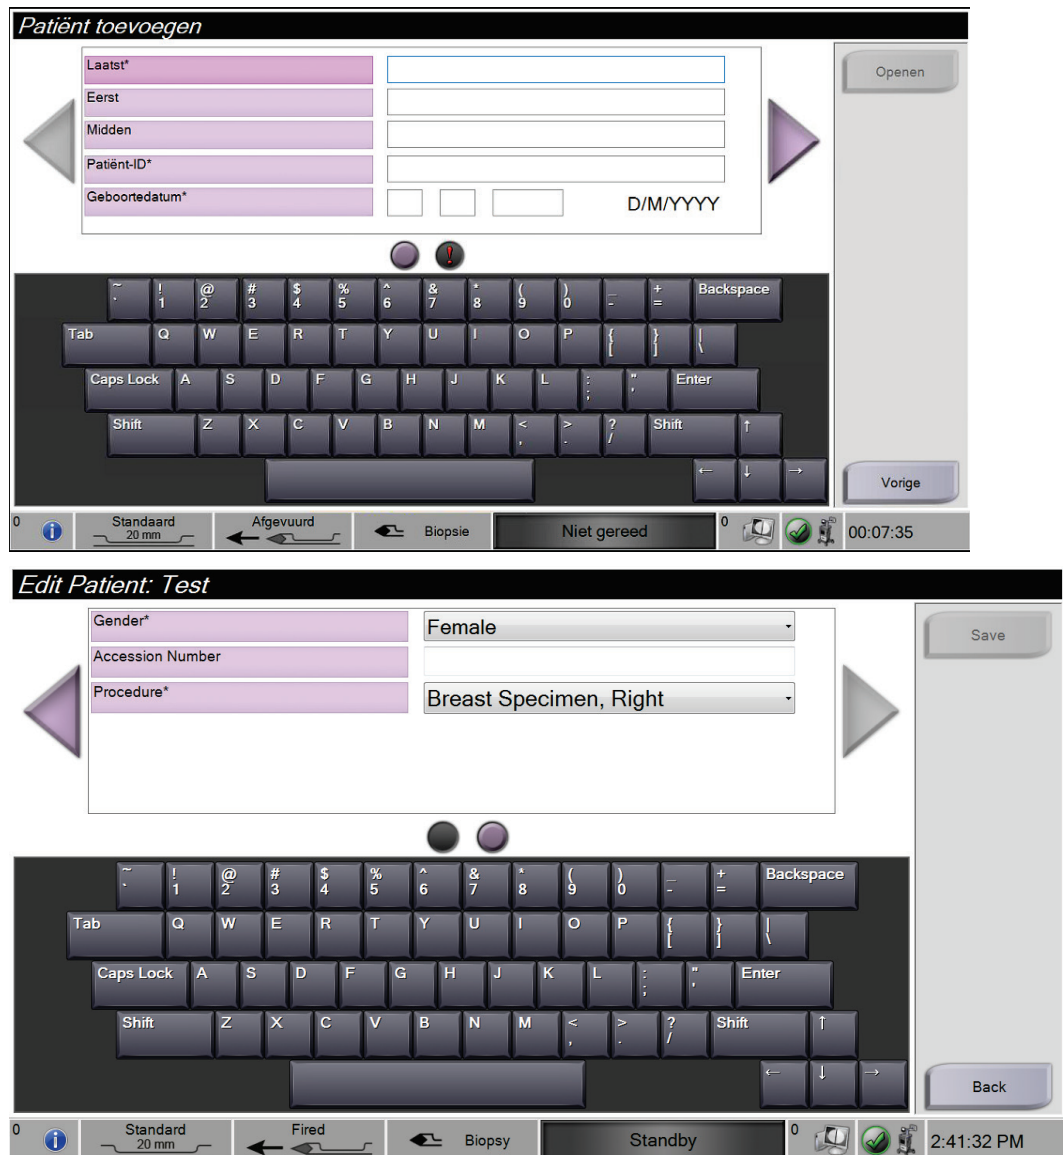 Patiënt toevoegen
Laatst*
Openen
Eerst
Midden
Patiënt-ID*
Geboortedatum*
D/M/YYYY
~ ! @ # $ % ^ & * ( ) _ + Backspace
` 1 2 3 4 5 6 7 8 9 0 - =
Tab Q W E R T Y U I O P { } |
[ ] \
Caps Lock A S D F G H J K L : " Enter
; '
Shift Z X C V B N M < > ? Shift ↑
, . /
← ↓ →
Vorige
0 Standaard Afgevuurd Biopsie Niet gereed 0 00:07:35
20 mm
Edit Patient: Test
Gender* Female
Save
Accession Number
Procedure* Breast Specimen, Right
~ ! @ # $ % ^ & * ( ) _ + Backspace
` 1 2 3 4 5 6 7 8 9 0 - =
Tab Q W E R T Y U I O P { } |
[ ] \
Caps Lock A S D F G H J K L : " Enter
; '
Shift Z X C V B N M < > ? Shift ↑
, . /
← ↓ →
Back
0 Standard Fired Biopsy Standby 0 2:41:32 PM
20 mm